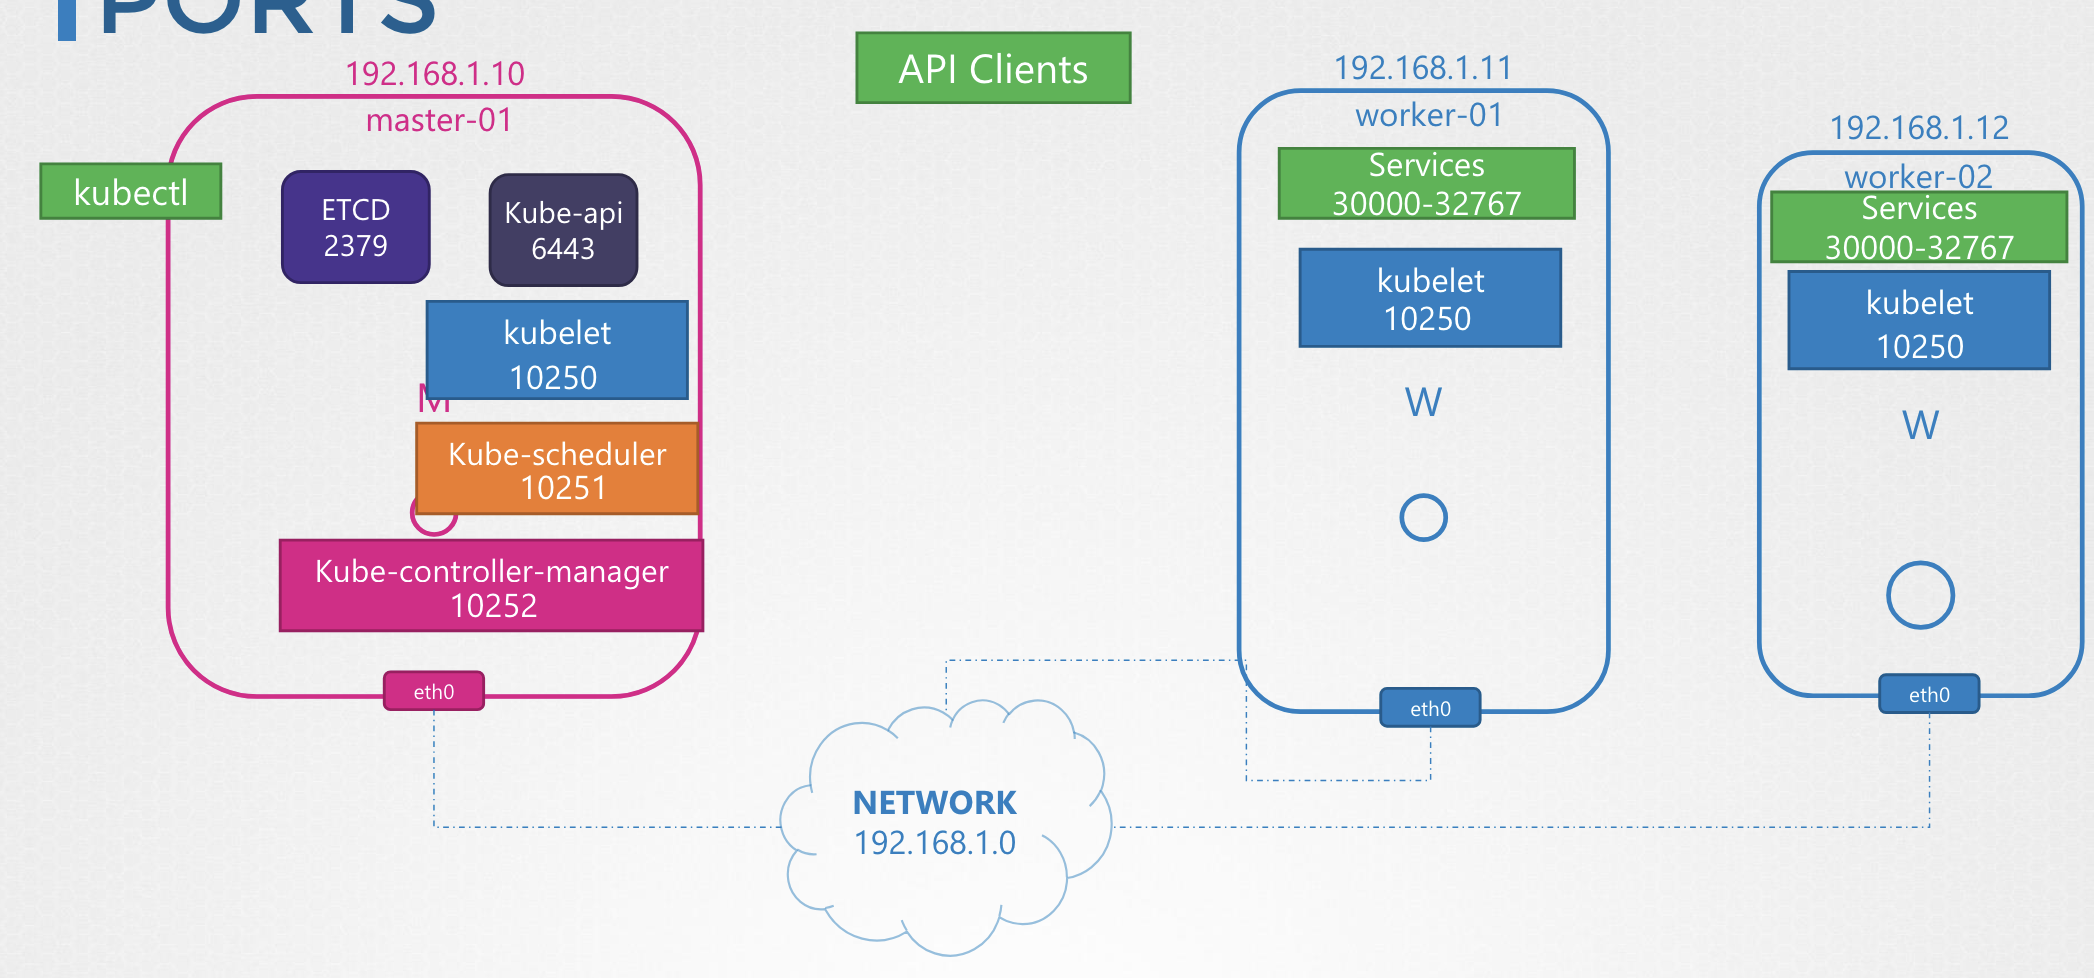 PORTS
192.168.1.10
master-01
kubectl
ETCD
2379
Kube-api
6443
kubelet
10250
M
Kube-scheduler
10251
Kube-controller-manager
10252
eth0
API Clients
192.168.1.11
worker-01
Services
30000-32767
kubelet
10250
W
eth0
192.168.1.12
worker-02
Services
30000-32767
kubelet
10250
W
eth0
NETWORK
192.168.1.0